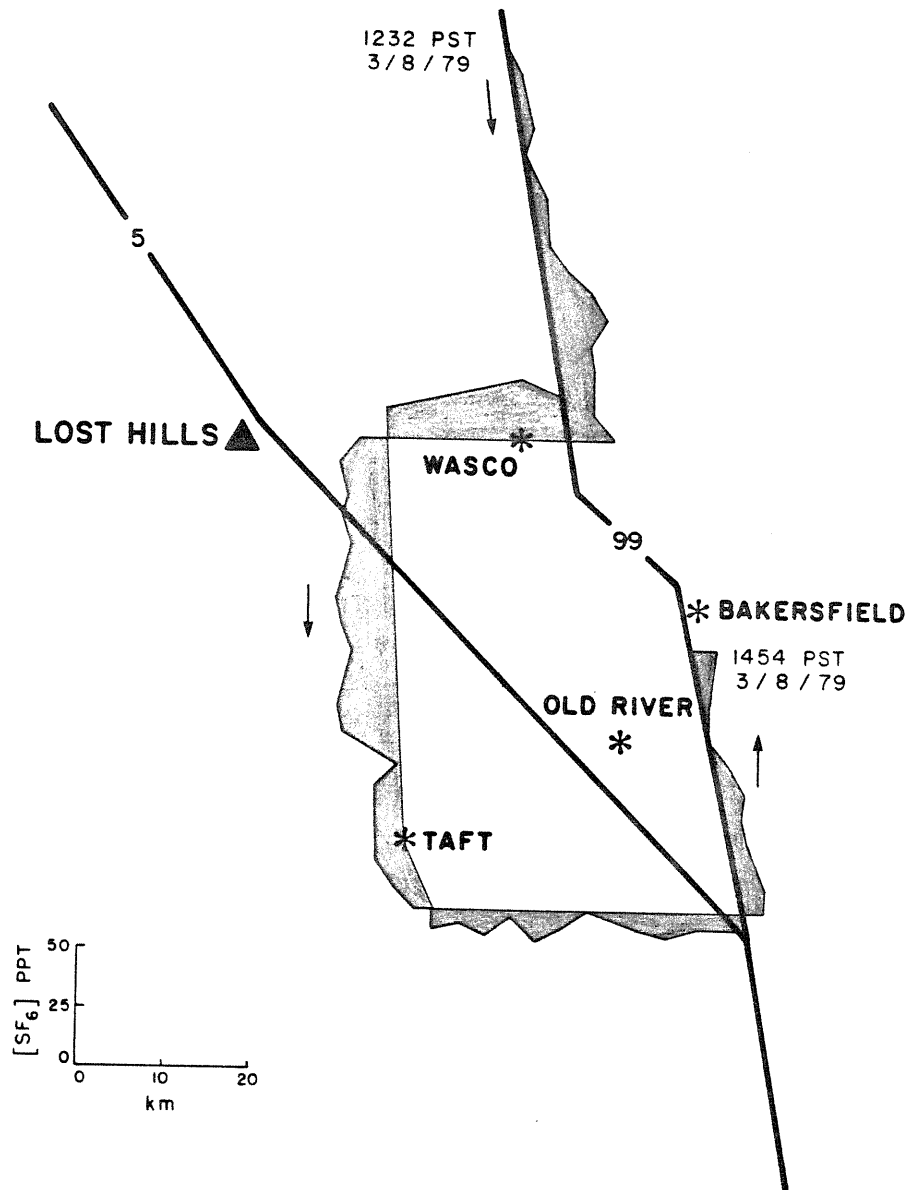 1232 PST
3/8/79
5
LOST HILLS
WASCO
99
BAKERSFIELD
1454 PST
3/8/79
OLD RIVER
TAFT
[SF6] PPT
50
25
0
0 10 20
km